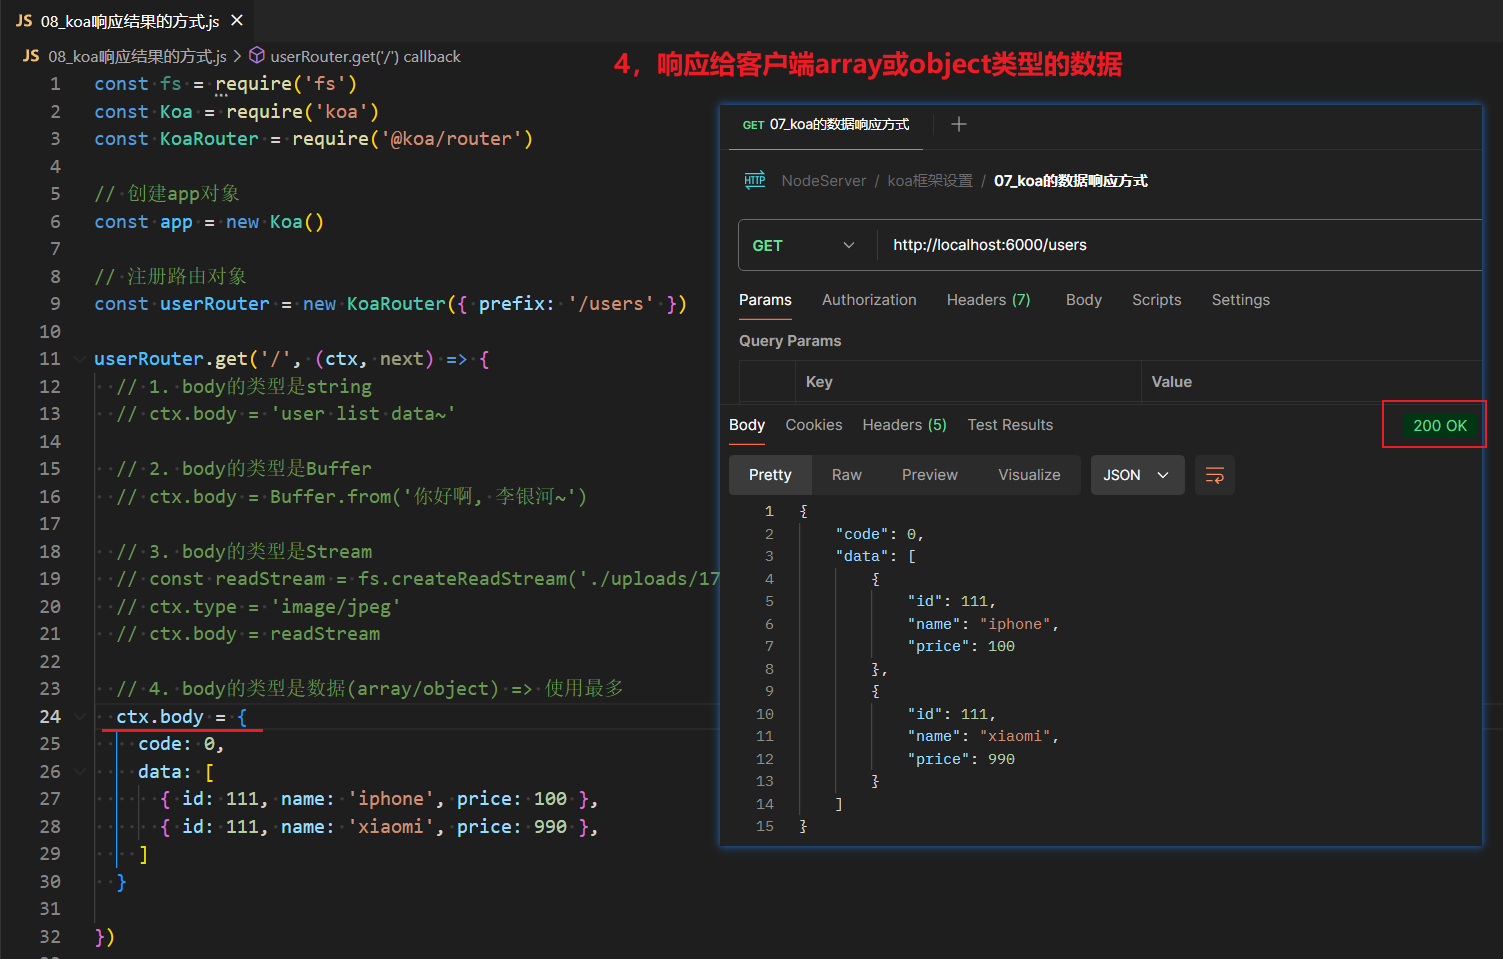 JS 08_koa响应结果的方式.js ×
JS 08_koa响应结果的方式.js > userRouter.get('/') callback
4，响应给客户端array或object类型的数据
1 const fs = require('fs')
2 const Koa = require('koa')
3 const KoaRouter = require('@koa/router')
4
5 // 创建app对象
6 const app = new Koa()
7
8 // 注册路由对象
9 const userRouter = new KoaRouter({ prefix: '/users' })
10
11 userRouter.get('/', (ctx, next) => {
12 // 1. body的类型是string
13 // ctx.body = 'user list data~'
14
15 // 2. body的类型是Buffer
16 // ctx.body = Buffer.from('你好啊, 李银河~')
17
18 // 3. body的类型是Stream
19 // const readStream = fs.createReadStream('./uploads/17
20 // ctx.type = 'image/jpeg'
21 // ctx.body = readStream
22
23 // 4. body的类型是数据(array/object) => 使用最多
24 ctx.body = {
25 code: 0,
26 data: [
27 { id: 111, name: 'iphone', price: 100 },
28 { id: 111, name: 'xiaomi', price: 990 },
29 ]
30 }
31
32 })
GET 07_koa的数据响应方式 +
HTTP NodeServer / koa框架设置 / 07_koa的数据响应方式
GET http://localhost:6000/users
Params Authorization Headers (7) Body Scripts Settings
Query Params
Key Value
Body Cookies Headers (5) Test Results 200 OK
Pretty Raw Preview Visualize JSON
1 {
2 "code": 0,
3 "data": [
4 {
5 "id": 111,
6 "name": "iphone",
7 "price": 100
8 },
9 {
10 "id": 111,
11 "name": "xiaomi",
12 "price": 990
13 }
14 ]
15 }